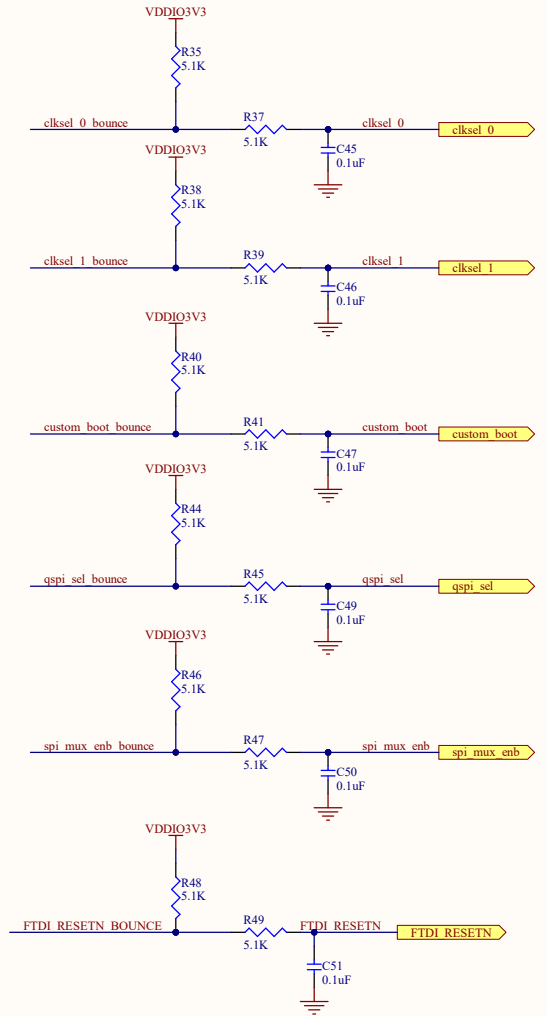 VDDIO3V3
R35
5.1K
clksel_0_bounce
R37
5.1K
clksel_0
clksel_0
C45
0.1uF
VDDIO3V3
R38
5.1K
clksel_1_bounce
R39
5.1K
clksel_1
clksel_1
C46
0.1uF
VDDIO3V3
R40
5.1K
custom_boot_bounce
R41
5.1K
custom_boot
custom_boot
C47
0.1uF
VDDIO3V3
R44
5.1K
qspi_sel_bounce
R45
5.1K
qspi_sel
qspi_sel
C49
0.1uF
VDDIO3V3
R46
5.1K
spi_mux_enb_bounce
R47
5.1K
spi_mux_enb
spi_mux_enb
C50
0.1uF
VDDIO3V3
R48
5.1K
FTDI_RESETN_BOUNCE
R49
5.1K
FTDI_RESETN
FTDI_RESETN
C51
0.1uF